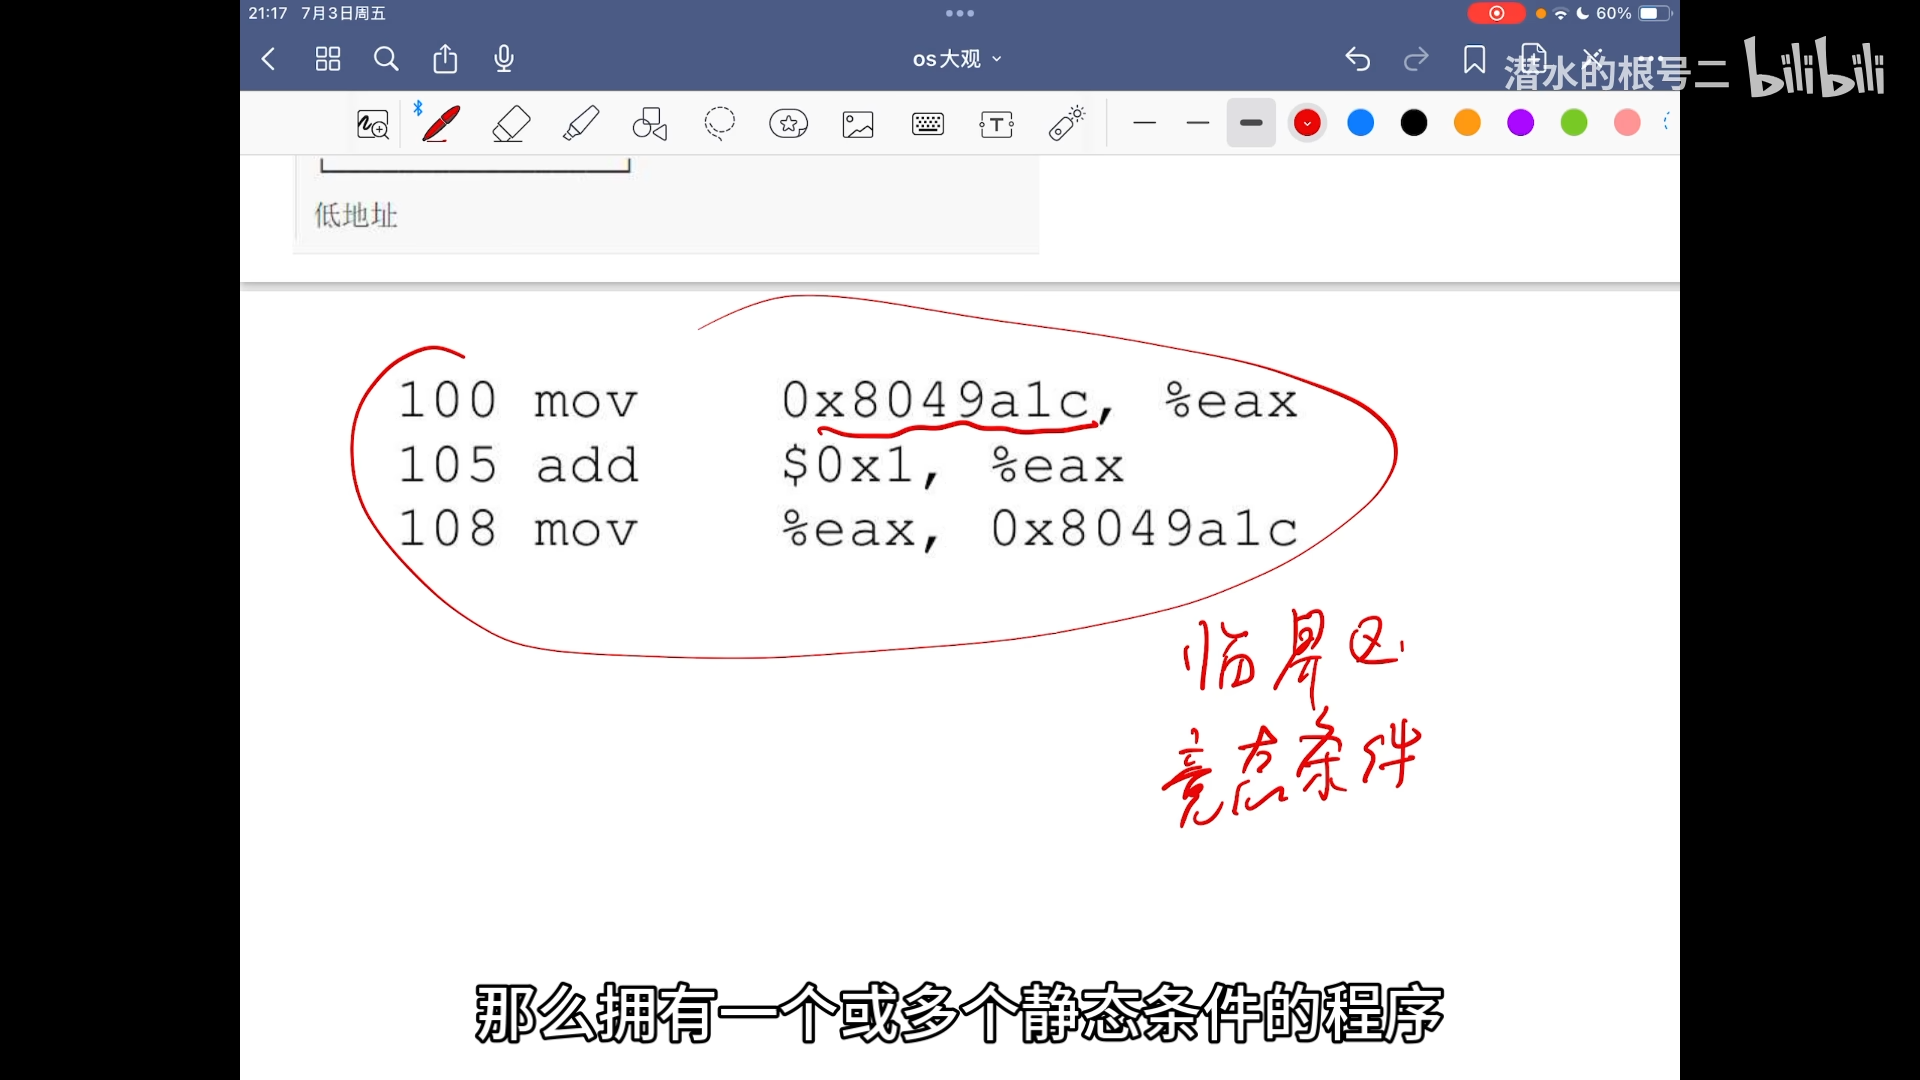 21:17 7月3日周五
60%
os大观
潜水的根号二 bilibili
低地址
100 mov 0x8049a1c, %eax
105 add $0x1, %eax
108 mov %eax, 0x8049a1c
临界区
竞态条件
那么拥有一个或多个静态条件的程序